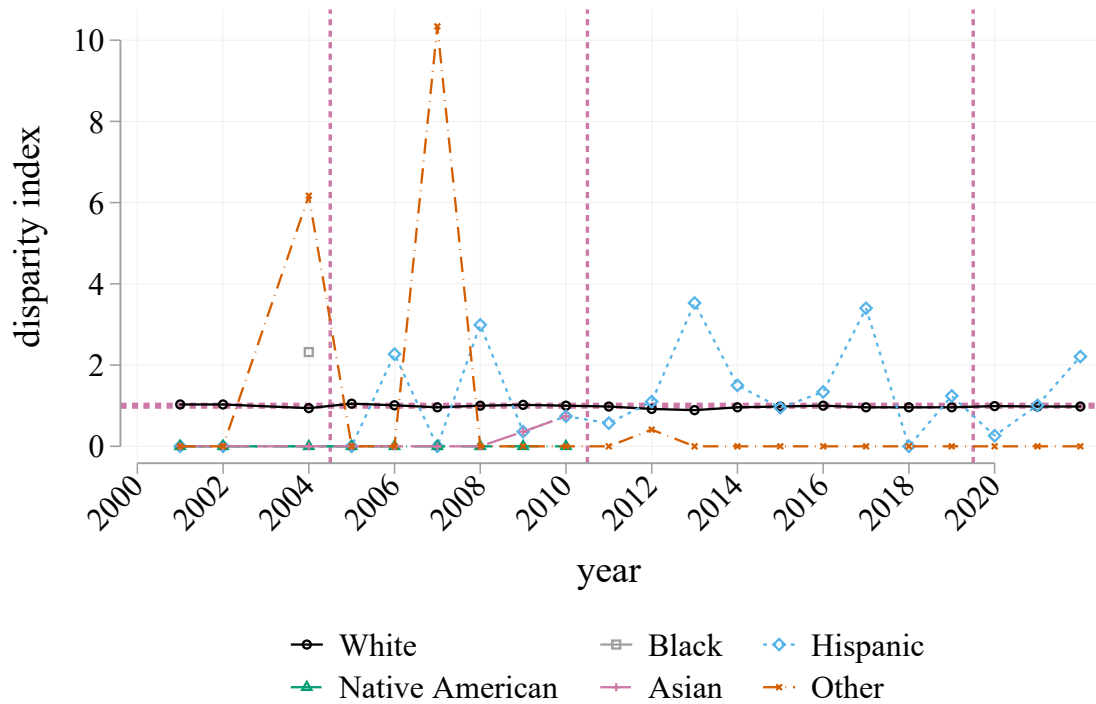 disparity index
10
8
6
4
2
0
2000 2002 2004 2006 2008 2010 2012 2014 2016 2018 2020
year
White Black Hispanic
Native American Asian Other